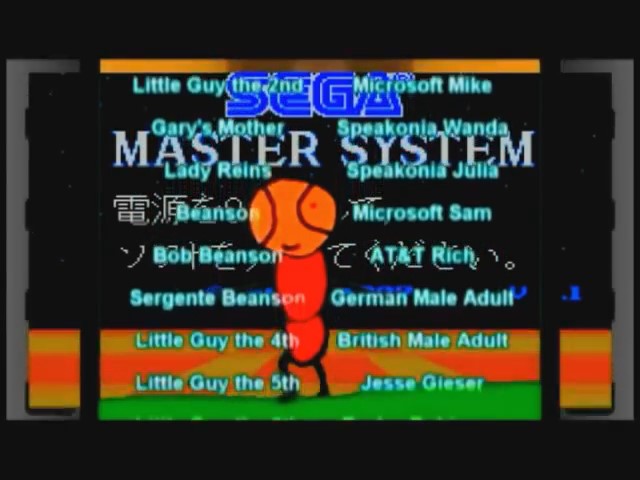 Little Guy the 2nd Microsoft Mike
SEGA
Gary's Mother Speakonia Wanda
MASTER SYSTEM
Lady Reins Speakonia Julia
電源を
Beanson Microsoft Sam
Bob Beanson AT&T Rich
ください。
Sergente Beanson German Male Adult
Little Guy the 4th British Male Adult
Little Guy the 5th Jesse Gieser